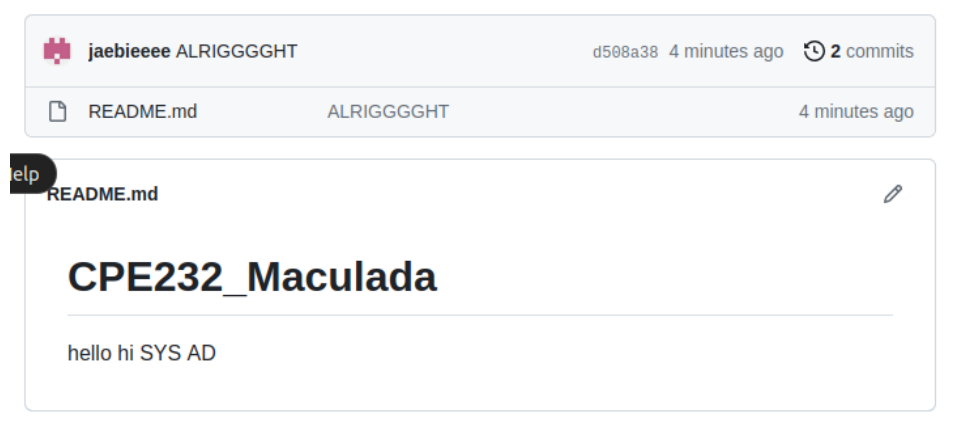 jaebieeee ALRIGGGGHT d508a38 4 minutes ago 2 commits
README.md ALRIGGGGHT 4 minutes ago
elp
README.md
CPE232_Maculada
hello hi SYS AD